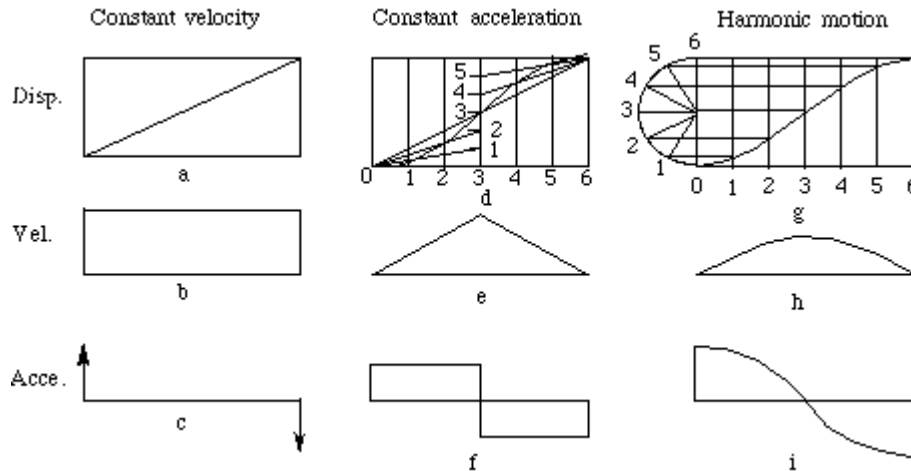 Constant velocity Constant acceleration Harmonic motion
Disp.
5
4
3
2
1
0 1 2 3 4 5 6
6
5
4
3
2
1
0 1 2 3 4 5 6
a d g
Vel.
b e h
Acce.
c f i